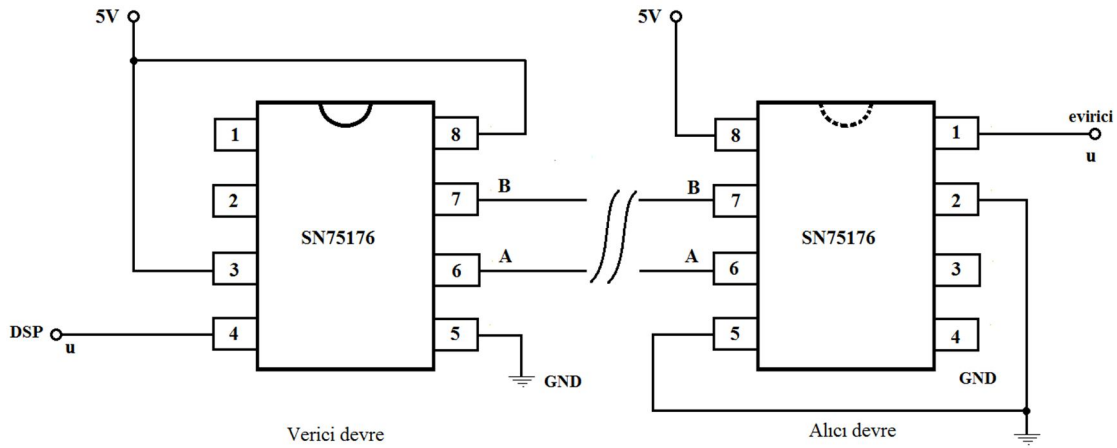 5V
1
2
3
4
8
7
6
5
SN75176
DSP
u
B
A
GND
Verici devre
5V
B
A
8
7
6
5
1
2
3
4
SN75176
evirici
u
GND
Alıcı devre